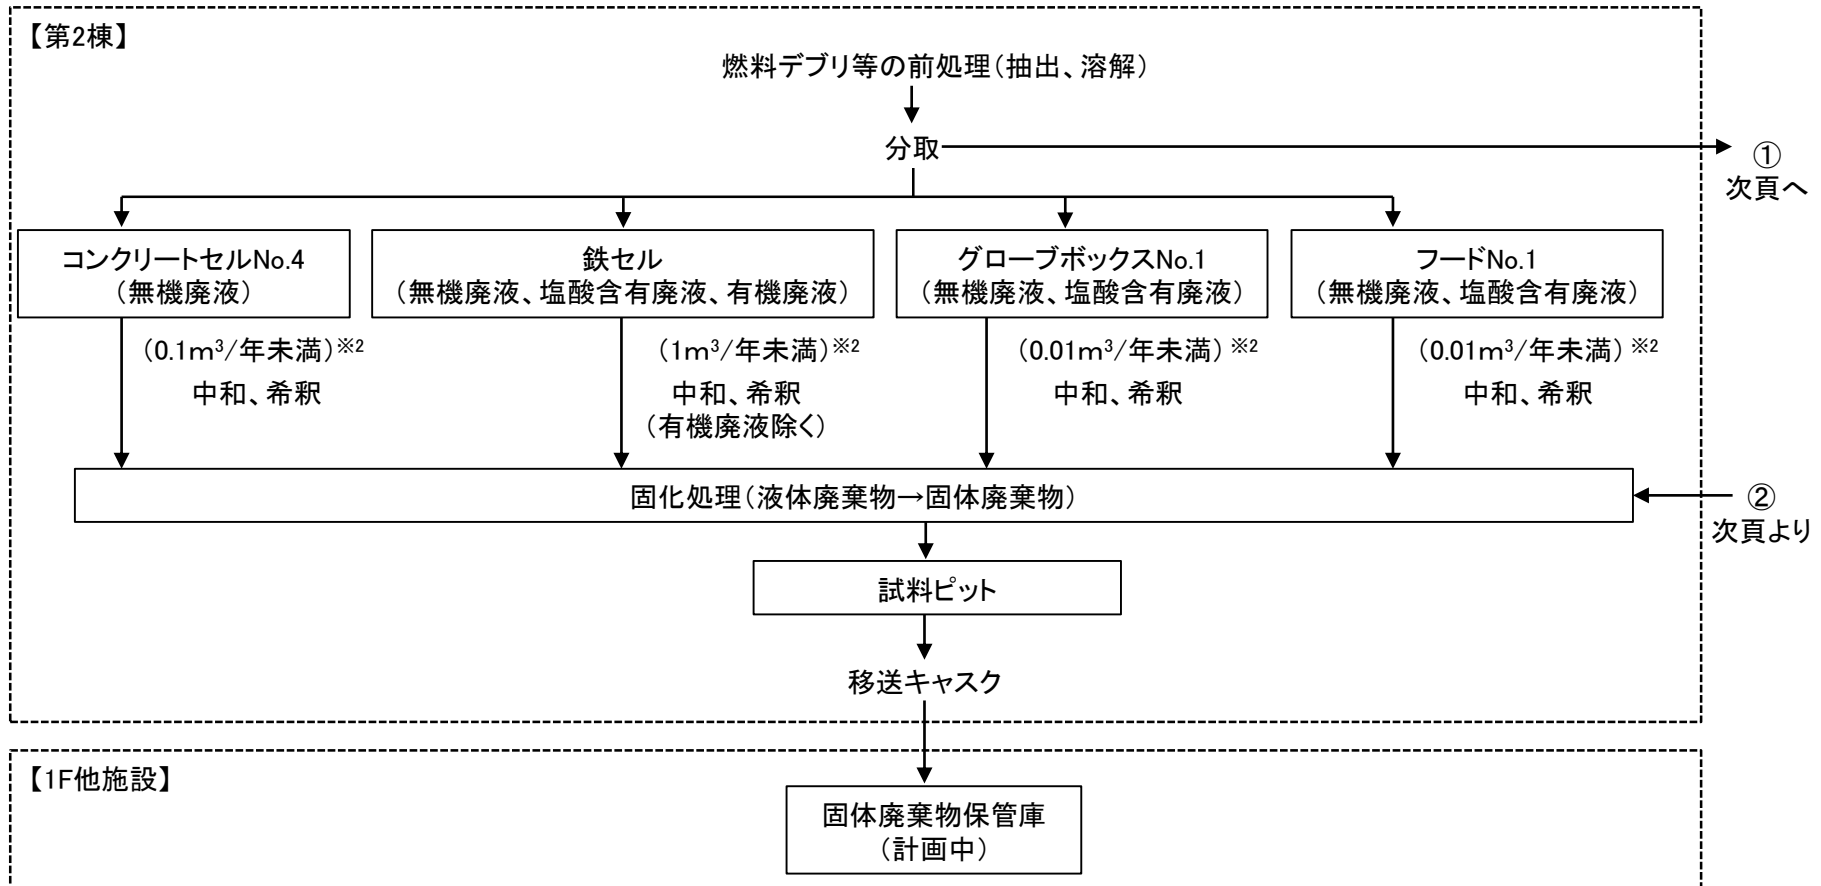 【第2棟】
燃料デブリ等の前処理(抽出、溶解)
分取
①
次頁へ
コンクリートセルNo.4
(無機廃液)
鉄セル
(無機廃液、塩酸含有廃液、有機廃液)
グローブボックスNo.1
(無機廃液、塩酸含有廃液)
フードNo.1
(無機廃液、塩酸含有廃液)
(0.1m³/年未満)※2
中和、希釈
(1m³/年未満)※2
中和、希釈
(有機廃液除く)
(0.01m³/年未満)※2
中和、希釈
(0.01m³/年未満)※2
中和、希釈
固化処理(液体廃棄物→固体廃棄物)
②
次頁より
試料ピット
移送キャスク
【1F他施設】
固体廃棄物保管庫
(計画中)